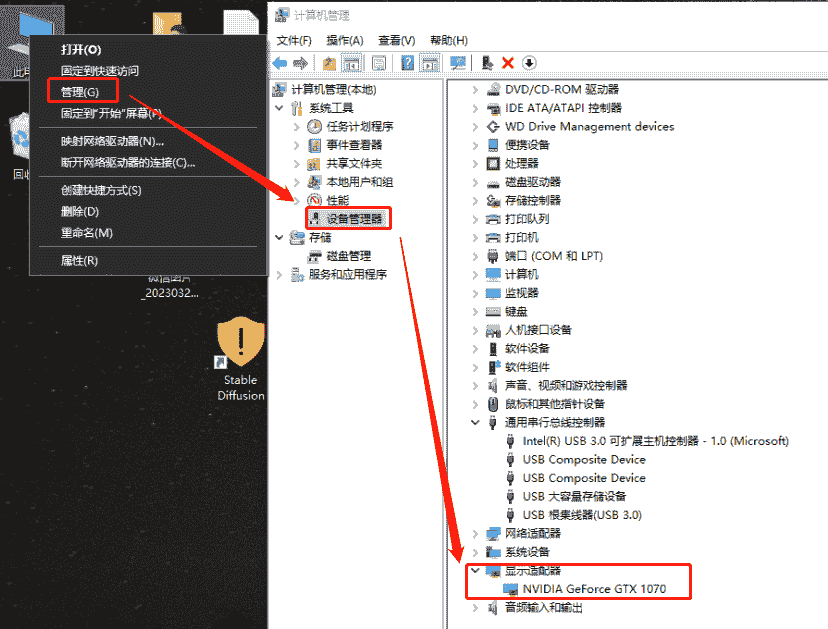 此
打开(O)
固定到快速访问
管理(G)
固定到"开始"屏幕(P)
映射网络驱动器(N)...
断开网络驱动器的连接(C)...
创建快捷方式(S)
删除(D)
重命名(M)
属性(R)
回收
微信图片
_2023032...
Stable
Diffusion
计算机管理
文件(F) 操作(A) 查看(V) 帮助(H)
计算机管理(本地)
系统工具
任务计划程序
事件查看器
共享文件夹
本地用户和组
性能
设备管理器
存储
磁盘管理
服务和应用程序
DVD/CD-ROM 驱动器
IDE ATA/ATAPI 控制器
WD Drive Management devices
便携设备
处理器
磁盘驱动器
存储控制器
打印队列
打印机
端口 (COM 和 LPT)
计算机
监视器
键盘
人机接口设备
软件设备
软件组件
声音、视频和游戏控制器
鼠标和其他指针设备
通用串行总线控制器
Intel(R) USB 3.0 可扩展主机控制器 - 1.0 (Microsoft)
USB Composite Device
USB Composite Device
USB 大容量存储设备
USB 根集线器(USB 3.0)
网络适配器
系统设备
显示适配器
NVIDIA GeForce GTX 1070
音频输入和输出